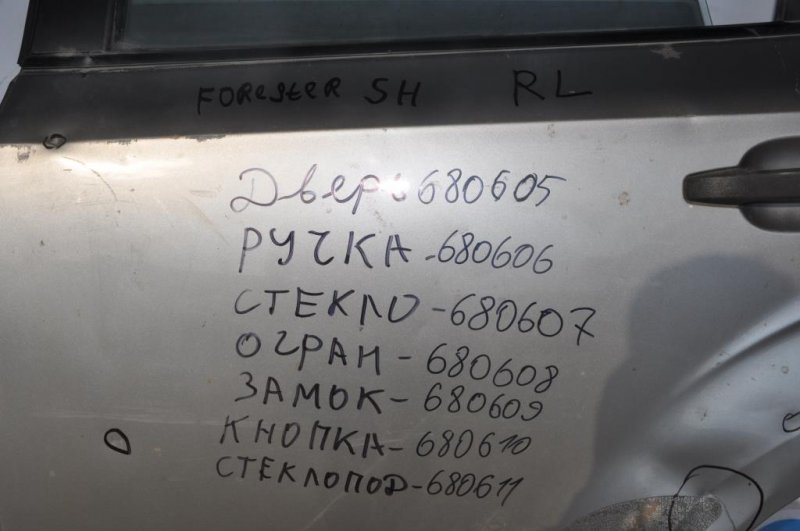 Forester SH RL
Дверь 680605
РУЧКА - 680606
СТЕКЛО - 680607
ОГРАН - 680608
ЗАМОК - 680609
КНОПКА - 680610
СТЕКЛОПОД - 680611